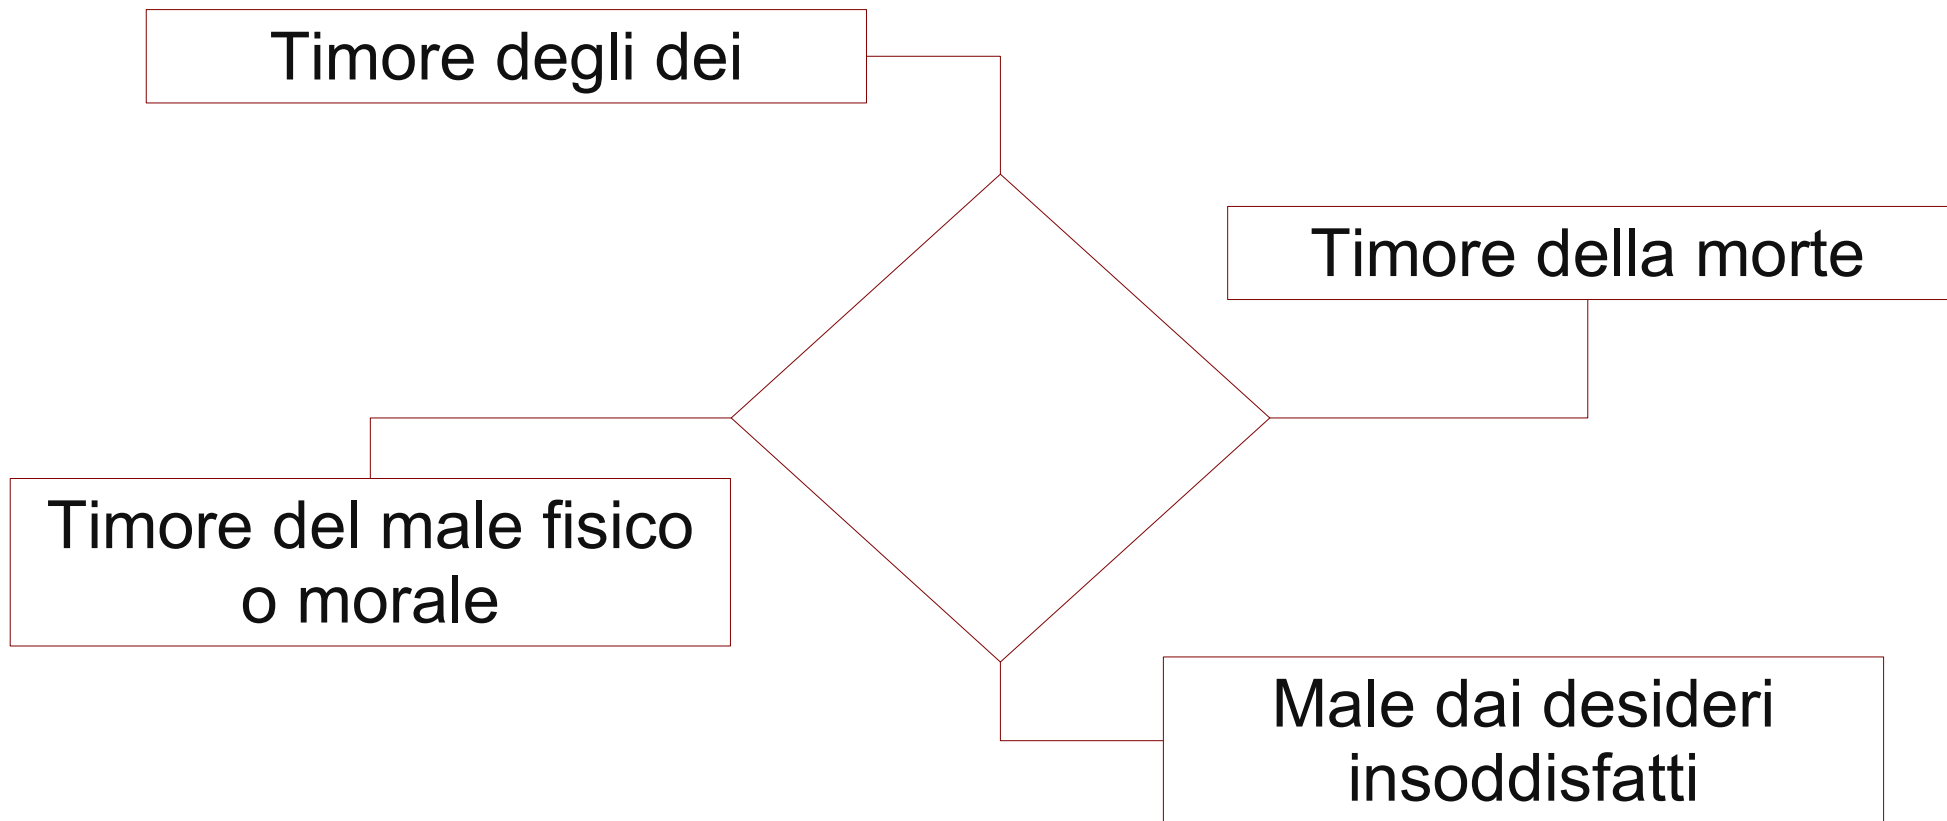 Timore degli dei
Timore della morte
Timore del male fisico
o morale
Male dai desideri
insoddisfatti